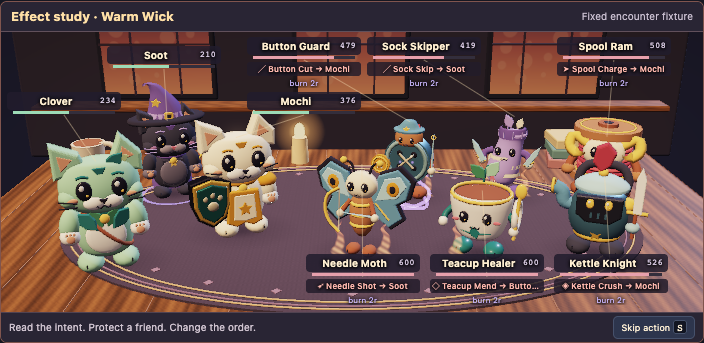 Effect study · Warm Wick
Fixed encounter fixture
Soot 210
Button Guard 479
Button Cut → Mochi
burn 2r
Sock Skipper 419
Sock Skip → Soot
burn 2r
Spool Ram 508
Spool Charge → Mochi
burn 2r
Clover 234
Mochi 376
Needle Moth 600
Needle Shot → Soot
burn 2r
Teacup Healer 600
Teacup Mend → Butto...
burn 2r
Kettle Knight 526
Kettle Crush → Mochi
burn 2r
Read the intent. Protect a friend. Change the order.
Skip action S